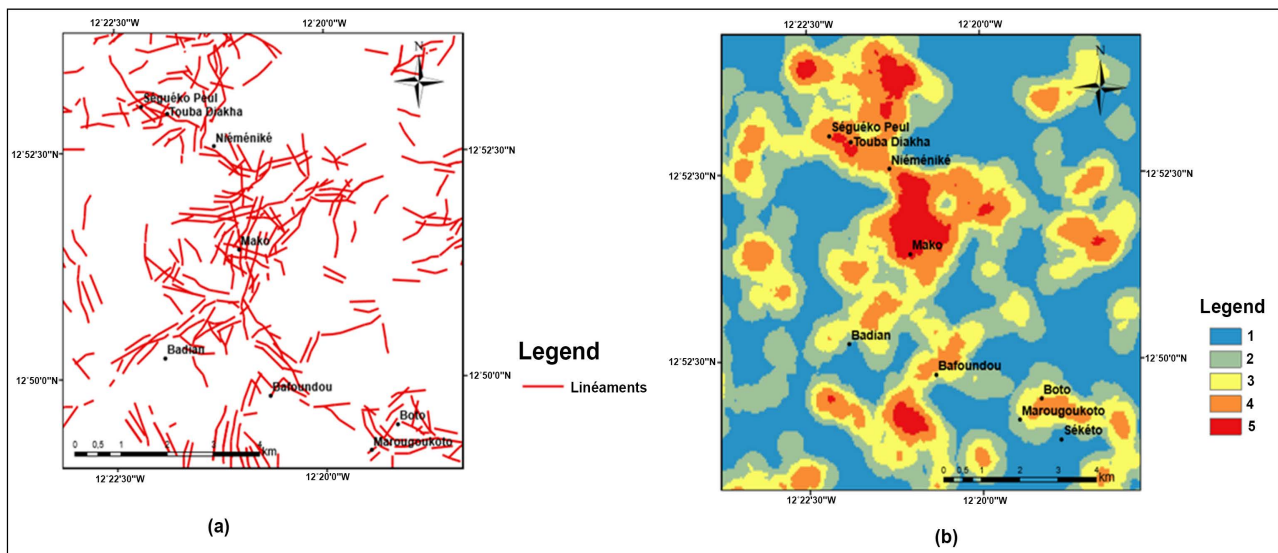 12°22'30"W
12°20'0"W
N
Séguéko Peul
Touba Diakha
Niéméniké
12°52'30"N
12°52'30"N
Mako
Badian
12°50'0"N
12°50'0"N
Bafoundou
Boto
Marougoukoto
0 0,5 1 2 3 4
km
12°22'30"W
12°20'0"W
Legend
Linéaments
(a)
12°22'30"W
12°20'0"W
N
Séguéko Peul
Touba Diakha
Niéméniké
12°52'30"N
12°52'30"N
Mako
Badian
12°52'30"N
12°50'0"N
Bafoundou
Boto
Marougoukoto
Sékéto
0 0,5 1 2 3 4
km
12°22'30"W
12°20'0"W
Legend
1
2
3
4
5
(b)